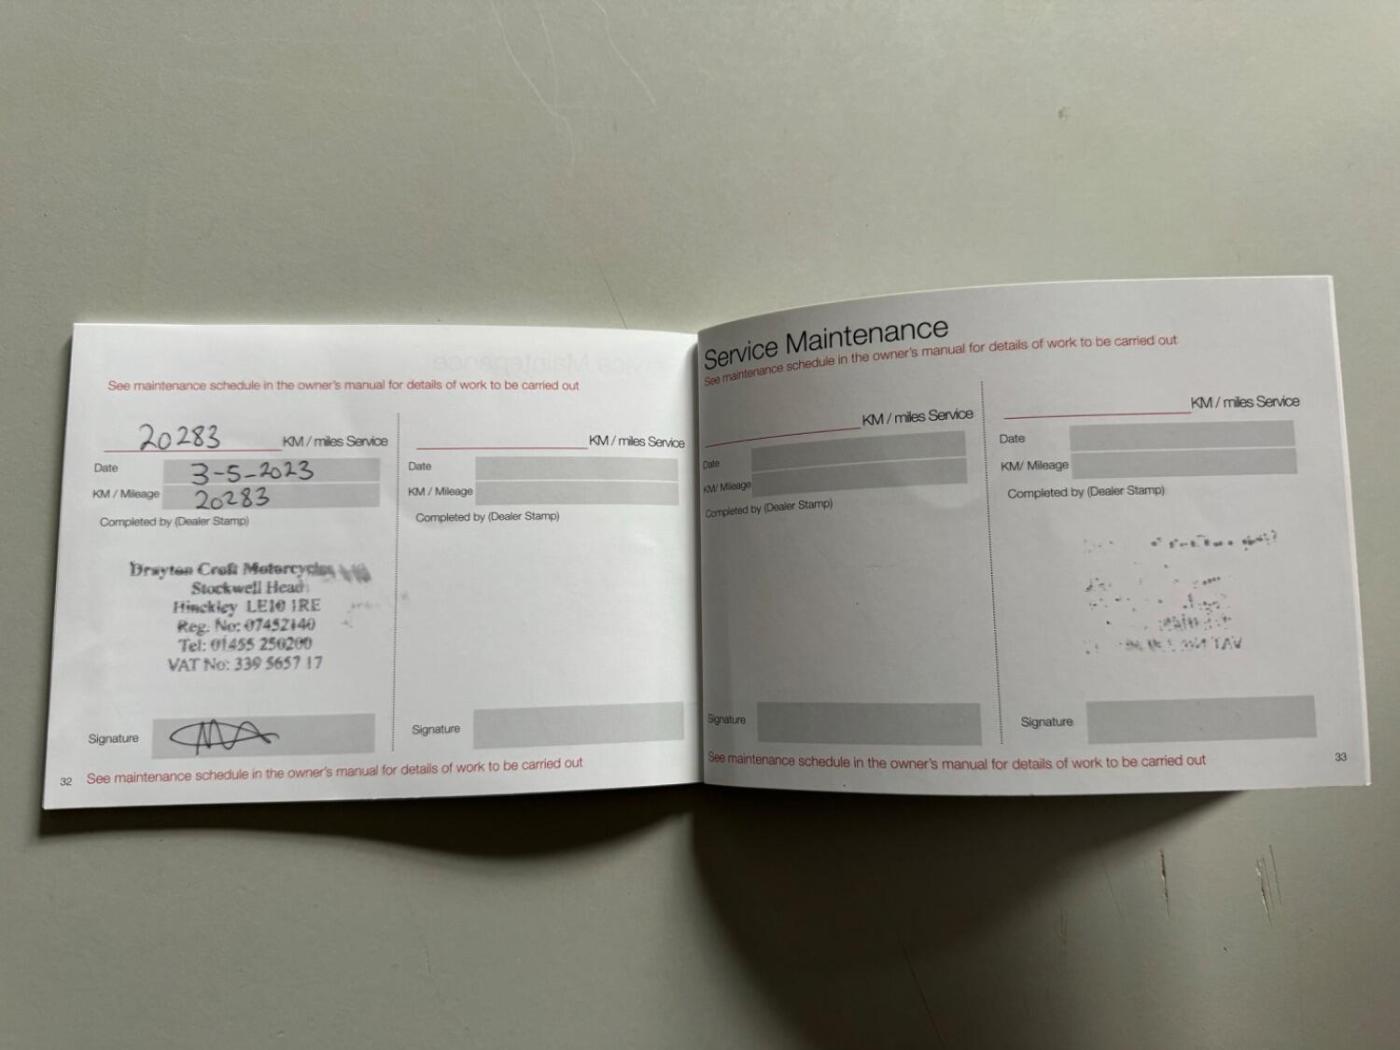 See maintenance schedule in the owner's manual for details of work to be carried out
20283 KM / miles Service
Date 3-5-2023
KM / Mileage 20283
Completed by (Dealer Stamp)
Drayton Croft Motorcycles
Stockwell Head
Hinckley LE10 1RE
Reg. No: 07452140
Tel: 01455 250200
VAT No: 339 5657 17
Signature
KM / miles Service
Date
KM / Mileage
Completed by (Dealer Stamp)
Signature
32 See maintenance schedule in the owner's manual for details of work to be carried out
Service Maintenance
See maintenance schedule in the owner's manual for details of work to be carried out
KM / miles Service
Date
KM/ Mileage
Completed by (Dealer Stamp)
Signature
KM / miles Service
Date
KM/ Mileage
Completed by (Dealer Stamp)
TAV
Signature
See maintenance schedule in the owner's manual for details of work to be carried out
33